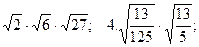 √2 · √6 · √27; 4.√(13/125) · √(13/5);